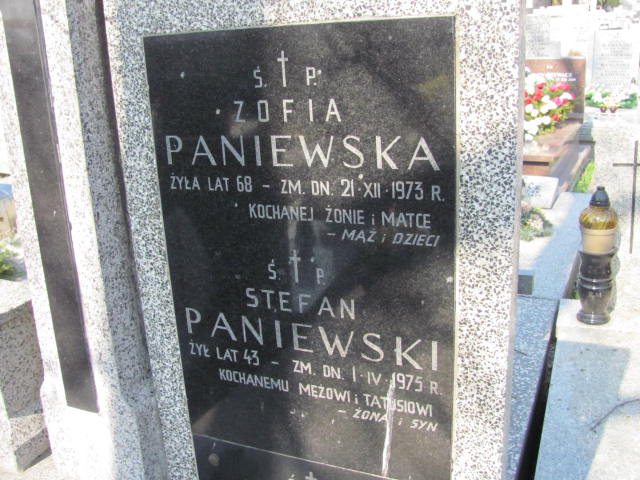 Ś. P.
ZOFIA
PANIEWSKA
ŻYŁA LAT 68 – ZM. DN. 21·XII·1973 R.
KOCHANEJ ŻONIE i MATCE
– MĄŻ i DZIECI
Ś. P.
STEFAN
PANIEWSKI
ŻYŁ LAT 43 – ZM. DN. 1·IV·1975 R.
KOCHANEMU MĘŻOWI i TATUSIOWI
– ŻONA i SYN